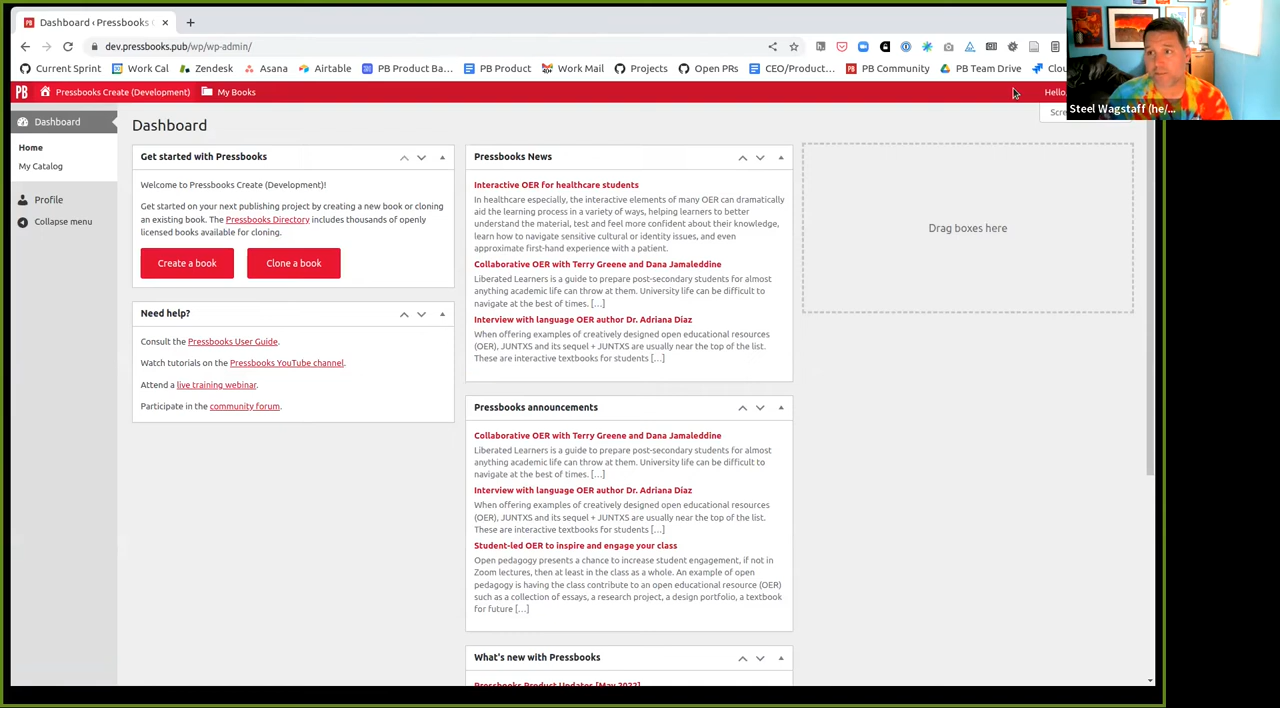 Dashboard ‹ Pressbooks
dev.pressbooks.pub/wp/wp-admin/
Current Sprint
Work Cal
Zendesk
Asana
Airtable
PB Product Ba...
PB Product
Work Mail
Projects
Open PRs
CEO/Product...
PB Community
PB Team Drive
PB
Pressbooks Create (Development)
My Books
Hello,
Steel Wagstaff (he/...
Dashboard
Home
My Catalog
Profile
Collapse menu
Dashboard
Get started with Pressbooks
Welcome to Pressbooks Create (Development)!
Get started on your next publishing project by creating a new book or cloning
an existing book. The Pressbooks Directory includes thousands of openly
licensed books available for cloning.
Create a book
Clone a book
Need help?
Consult the Pressbooks User Guide.
Watch tutorials on the Pressbooks YouTube channel.
Attend a live training webinar.
Participate in the community forum.
Pressbooks News
Interactive OER for healthcare students
In healthcare especially, the interactive elements of many OER can dramatically
aid the learning process in a variety of ways, helping learners to better
understand the material, test and feel more confident about their knowledge,
learn how to navigate sensitive cultural or identity issues, and even
approximate first-hand experience with a patient.
Collaborative OER with Terry Greene and Dana Jamaleddine
Liberated Learners is a guide to prepare post-secondary students for almost
anything academic life can throw at them. University life can be difficult to
navigate at the best of times. […]
Interview with language OER author Dr. Adriana Diaz
When offering examples of creatively designed open educational resources
(OER), JUNTXS and its sequel + JUNTXS are usually near the top of the list.
These are interactive textbooks for students […]
Pressbooks announcements
Collaborative OER with Terry Greene and Dana Jamaleddine
Liberated Learners is a guide to prepare post-secondary students for almost
anything academic life can throw at them. University life can be difficult to
navigate at the best of times. […]
Interview with language OER author Dr. Adriana Diaz
When offering examples of creatively designed open educational resources
(OER), JUNTXS and its sequel + JUNTXS are usually near the top of the list.
These are interactive textbooks for students […]
Student-led OER to inspire and engage your class
Open pedagogy presents a chance to increase student engagement, if not in
Zoom lectures, then at least in the class as a whole. An example of open
pedagogy is having the class contribute to an open educational resource (OER)
such as a collection of essays, a research project, a design portfolio, a textbook
for future […]
What's new with Pressbooks
Pressbooks Product Updates [May 2022]
Drag boxes here